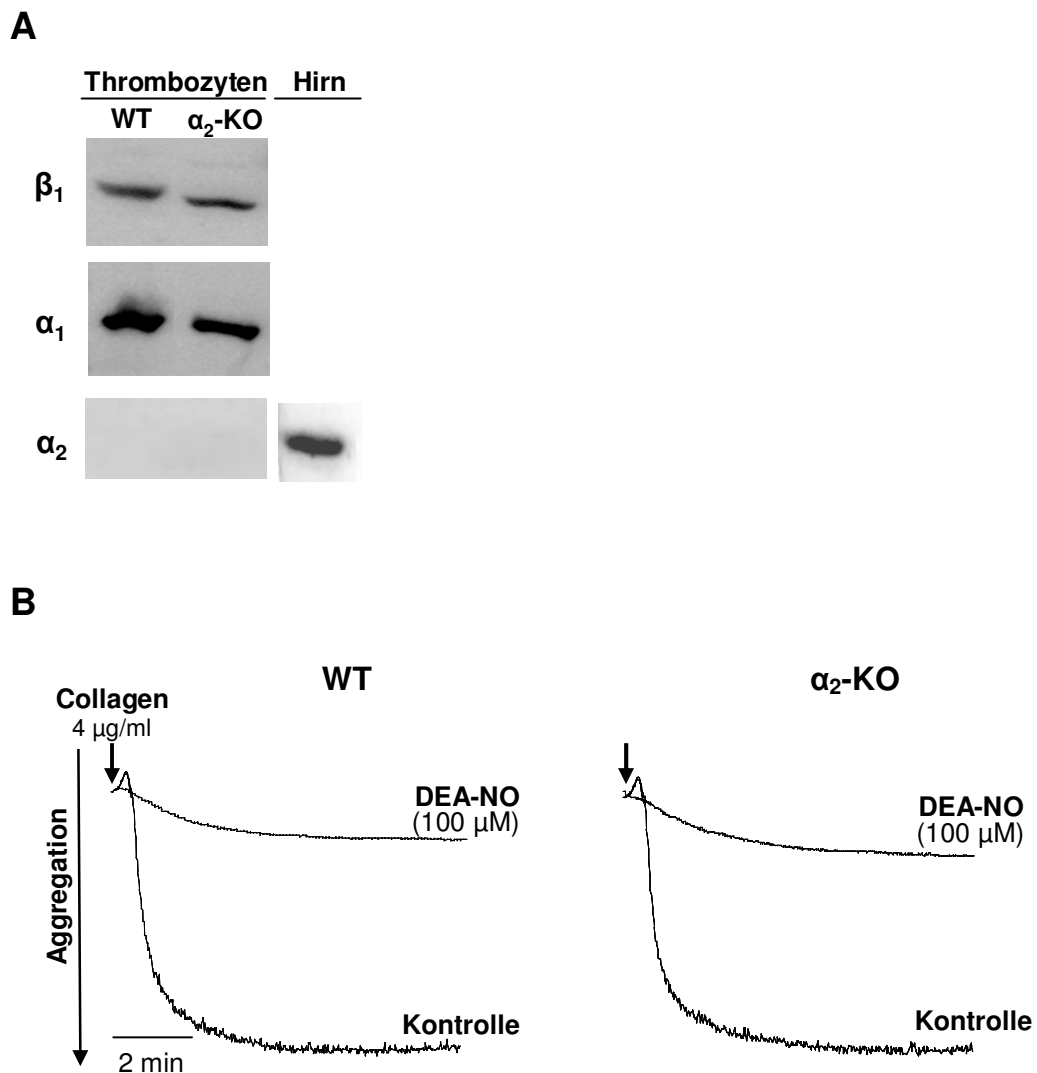 A
Thrombozyten Hirn
WT α₂-KO
β₁
α₁
α₂
B
WT α₂-KO
Collagen
4 µg/ml
DEA-NO
(100 µM)
DEA-NO
(100 µM)
Aggregation
Kontrolle
Kontrolle
2 min